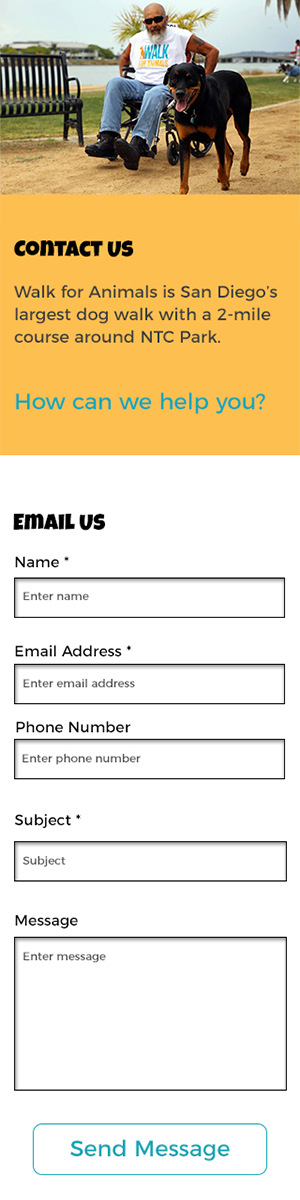 WALK
FOR ANIMALS
Contact Us
Walk for Animals is San Diego's
largest dog walk with a 2-mile
course around NTC Park.
How can we help you?
Email Us
Name *
Enter name
Email Address *
Enter email address
Phone Number
Enter phone number
Subject *
Subject
Message
Enter message
Send Message